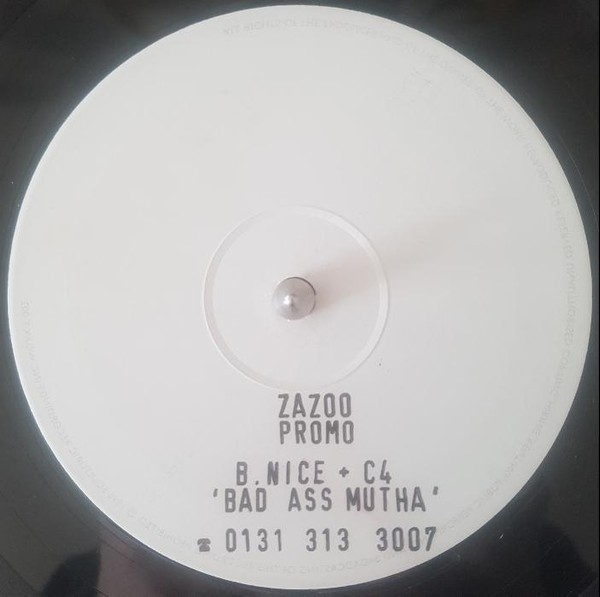 ZAZOO
PROMO
B.NICE + C4
'BAD ASS MUTHA'
☎ 0131 313 3007